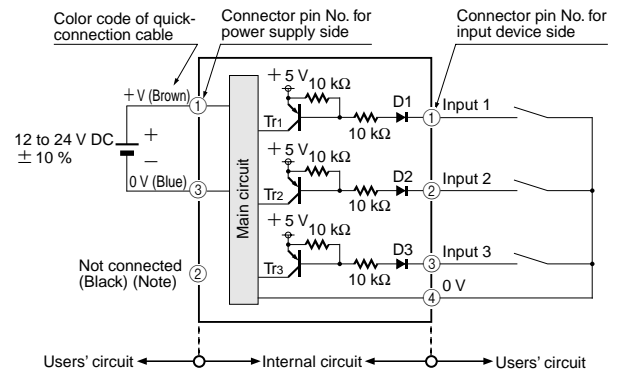 Color code of quick-
connection cable
Connector pin No. for
power supply side
Connector pin No. for
input device side
+V (Brown)
1
12 to 24 V DC
± 10 %
+
−
0 V (Blue)
3
Not connected
(Black) (Note)
2
Main circuit
+ 5 V
10 kΩ
Tr1
10 kΩ
D1
1
Input 1
+ 5 V
10 kΩ
Tr2
10 kΩ
D2
2
Input 2
+ 5 V
10 kΩ
Tr3
10 kΩ
D3
3
Input 3
4
0 V
Users' circuit
Internal circuit
Users' circuit